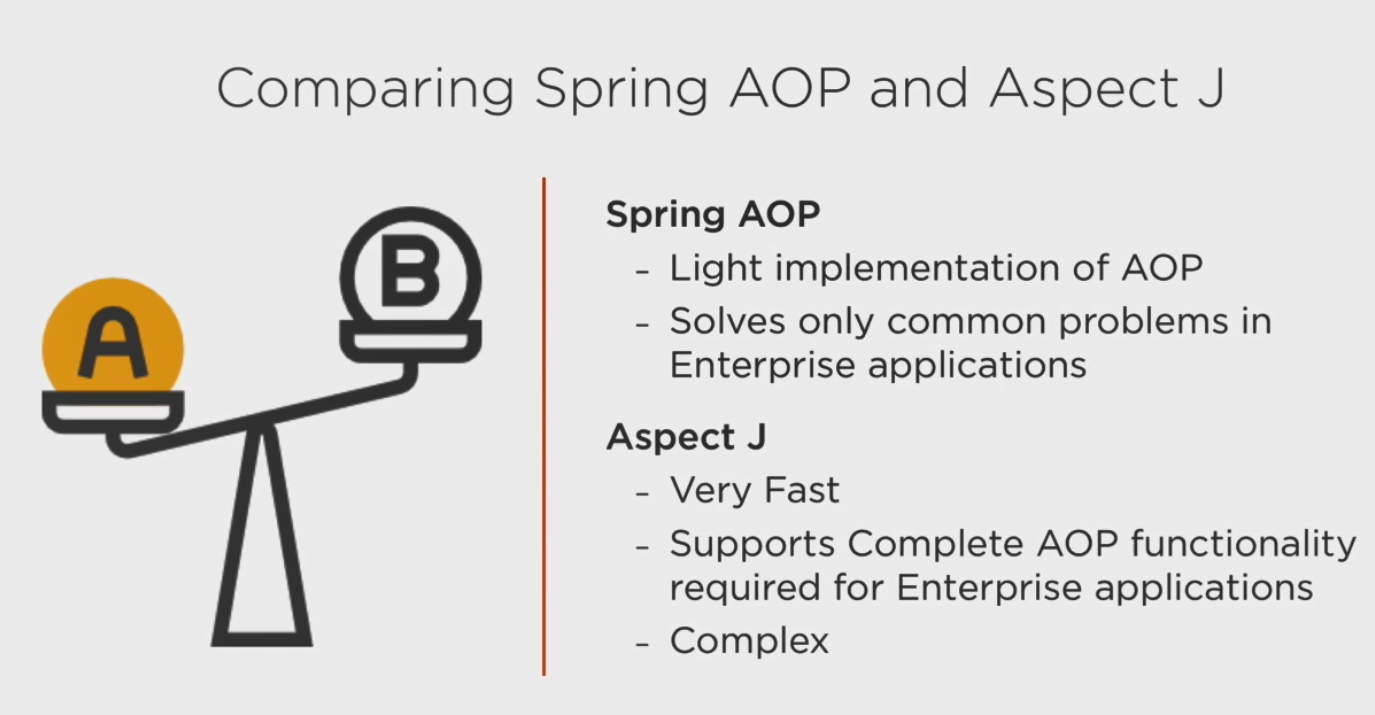 Comparing Spring AOP and Aspect J
A
B
Spring AOP
- Light implementation of AOP
- Solves only common problems in
Enterprise applications
Aspect J
- Very Fast
- Supports Complete AOP functionality
required for Enterprise applications
- Complex